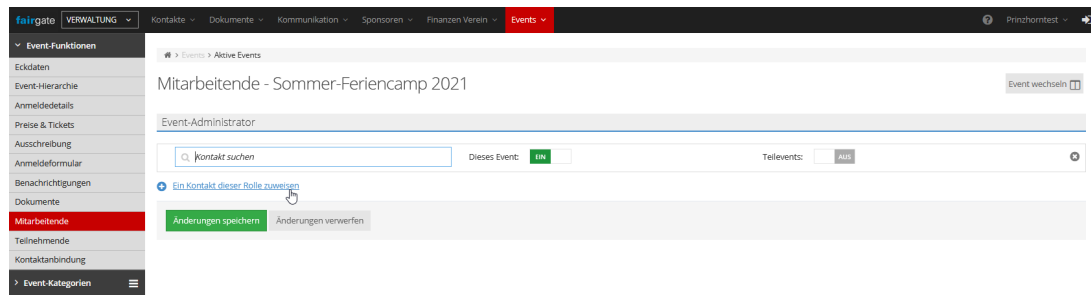 fairgate VERWALTUNG Kontakte Dokumente Kommunikation Sponsoren Finanzen Verein Events Prinzhorntest
Event-Funktionen
Events > Aktive Events
Eckdaten
Event-Hierarchie
Mitarbeitende - Sommer-Feriencamp 2021
Event wechseln
Anmeldedetails
Preise & Tickets
Event-Administrator
Ausschreibung
Kontakt suchen Dieses Event: EIN Teilevents: AUS
Anmeldeformular
Benachrichtigungen
Ein Kontakt dieser Rolle zuweisen
Dokumente
Mitarbeitende
Änderungen speichern Änderungen verwerfen
Teilnehmende
Kontaktanbindung
Event-Kategorien